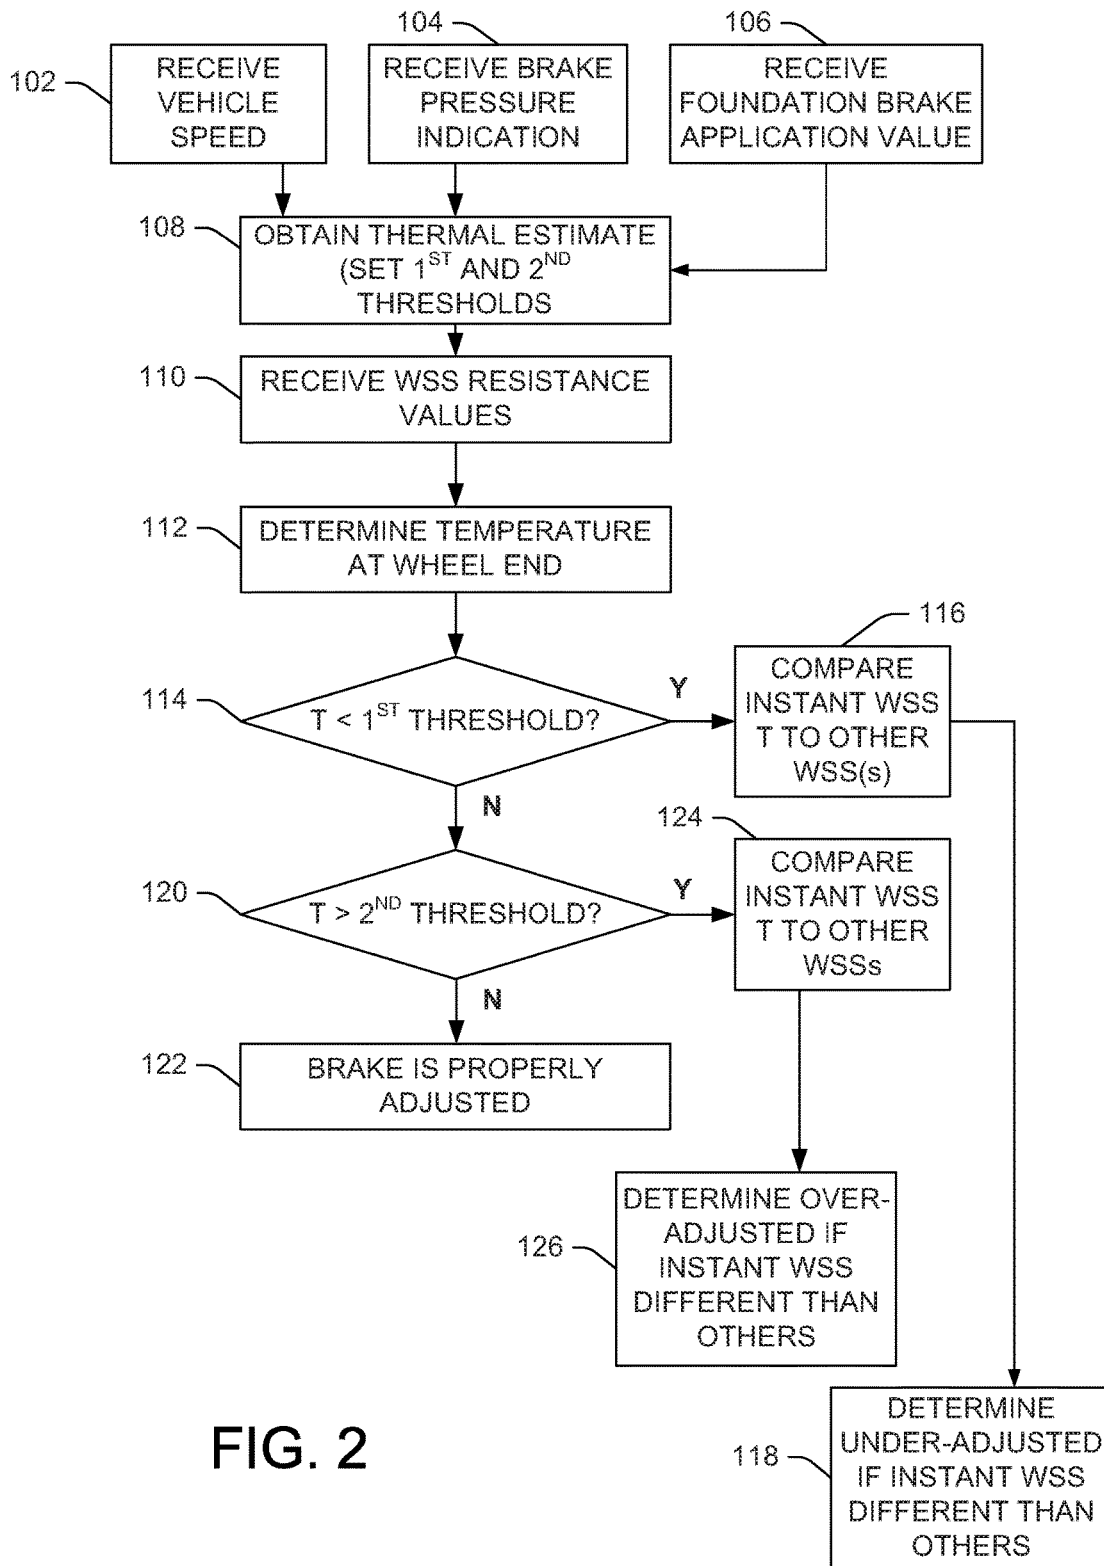 104
106
102
RECEIVE
VEHICLE
SPEED
RECEIVE BRAKE
PRESSURE
INDICATION
RECEIVE
FOUNDATION BRAKE
APPLICATION VALUE
108
OBTAIN THERMAL ESTIMATE
(SET 1ST AND 2ND
THRESHOLDS
110
RECEIVE WSS RESISTANCE
VALUES
112
DETERMINE TEMPERATURE
AT WHEEL END
114
T < 1ST THRESHOLD?
Y
N
116
COMPARE
INSTANT WSS
T TO OTHER
WSS(s)
120
T > 2ND THRESHOLD?
Y
N
124
COMPARE
INSTANT WSS
T TO OTHER
WSSs
122
BRAKE IS PROPERLY
ADJUSTED
126
DETERMINE OVER-
ADJUSTED IF
INSTANT WSS
DIFFERENT THAN
OTHERS
118
DETERMINE
UNDER-ADJUSTED
IF INSTANT WSS
DIFFERENT THAN
OTHERS
FIG. 2